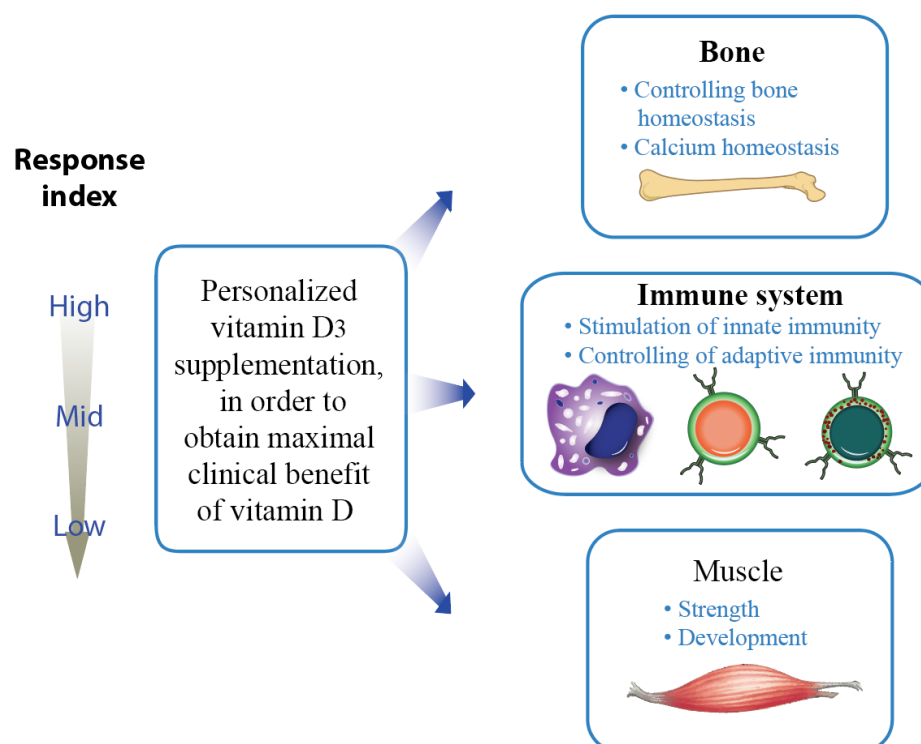 Response
index
High
Mid
Low
Personalized
vitamin D3
supplementation,
in order to
obtain maximal
clinical benefit
of vitamin D
Bone
• Controlling bone
homeostasis
• Calcium homeostasis
Immune system
• Stimulation of innate immunity
• Controlling of adaptive immunity
Muscle
• Strength
• Development